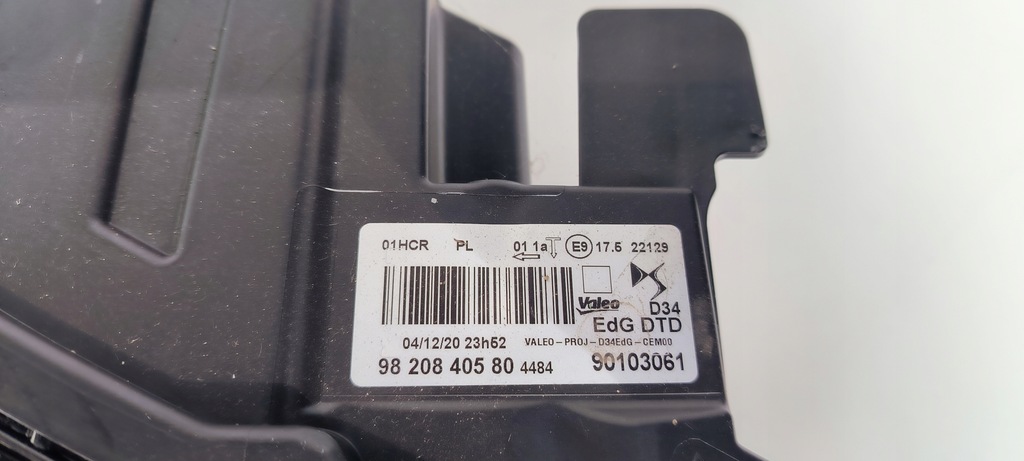 01HCR PL 01 1a E9 17.5 22129
Valeo D34
EdG DTD
04/12/20 23h52 VALEO-PROJ-D34EdG-CEM00
98 208 405 80 4484 90103061